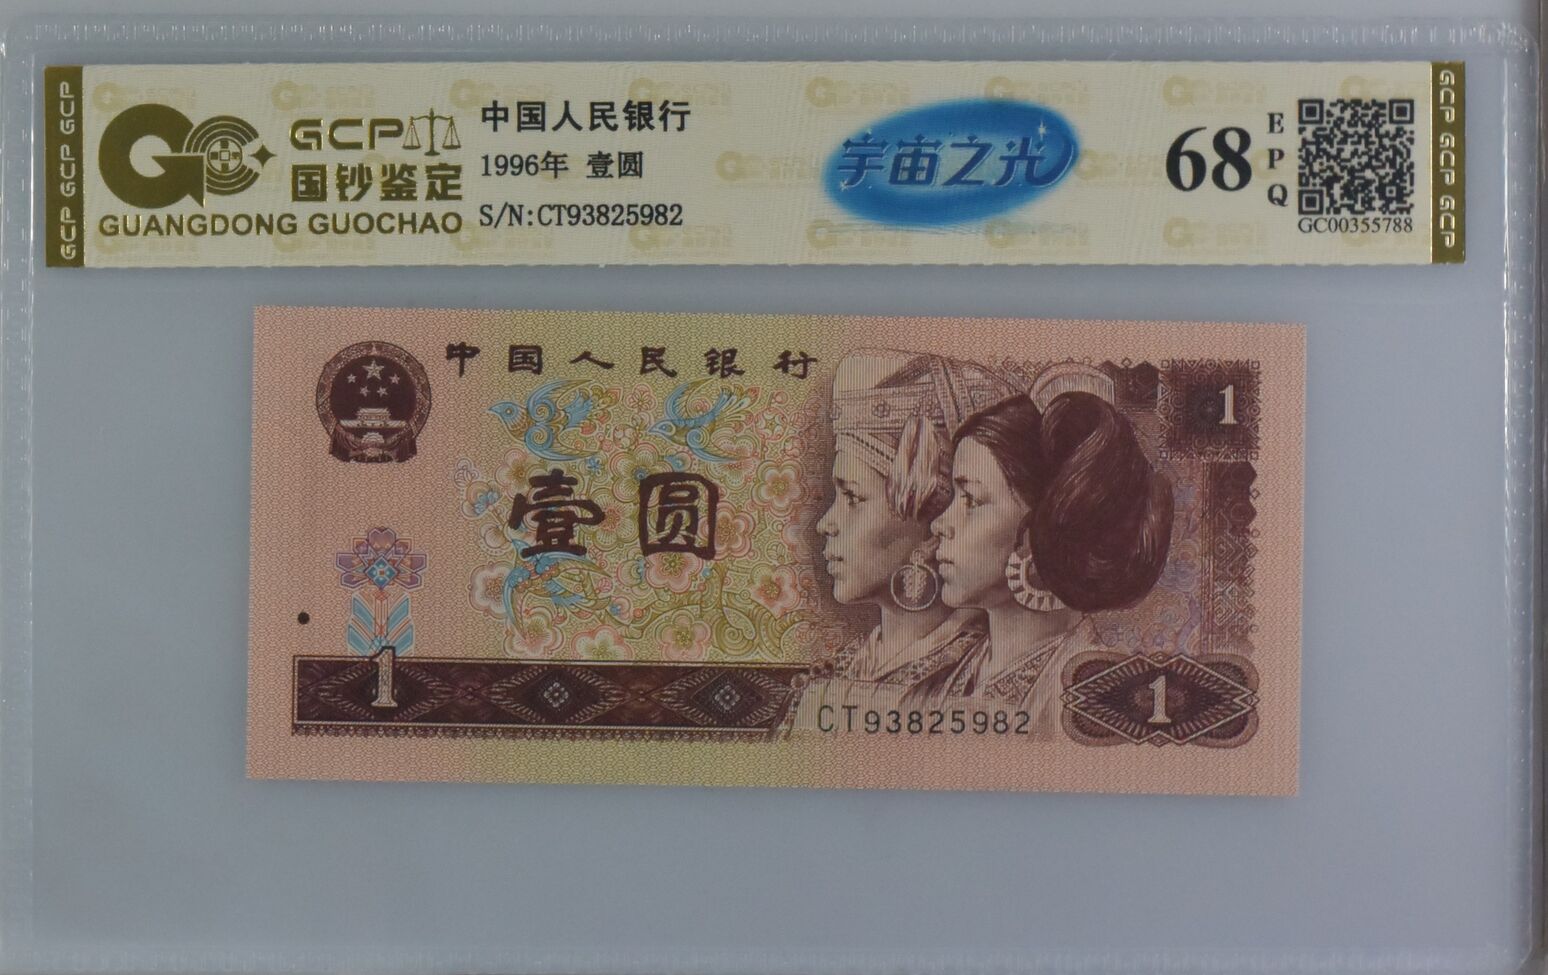 GCP GCP GCP
GCP
国钞鉴定
GUANGDONG GUOCHAO
中国人民银行
1996年 壹圆
S/N:CT93825982
宇宙之光
68
EPQ
GC00355788
GCP GCP GCP
中国人民银行
1
壹圆
1
CT93825982
1